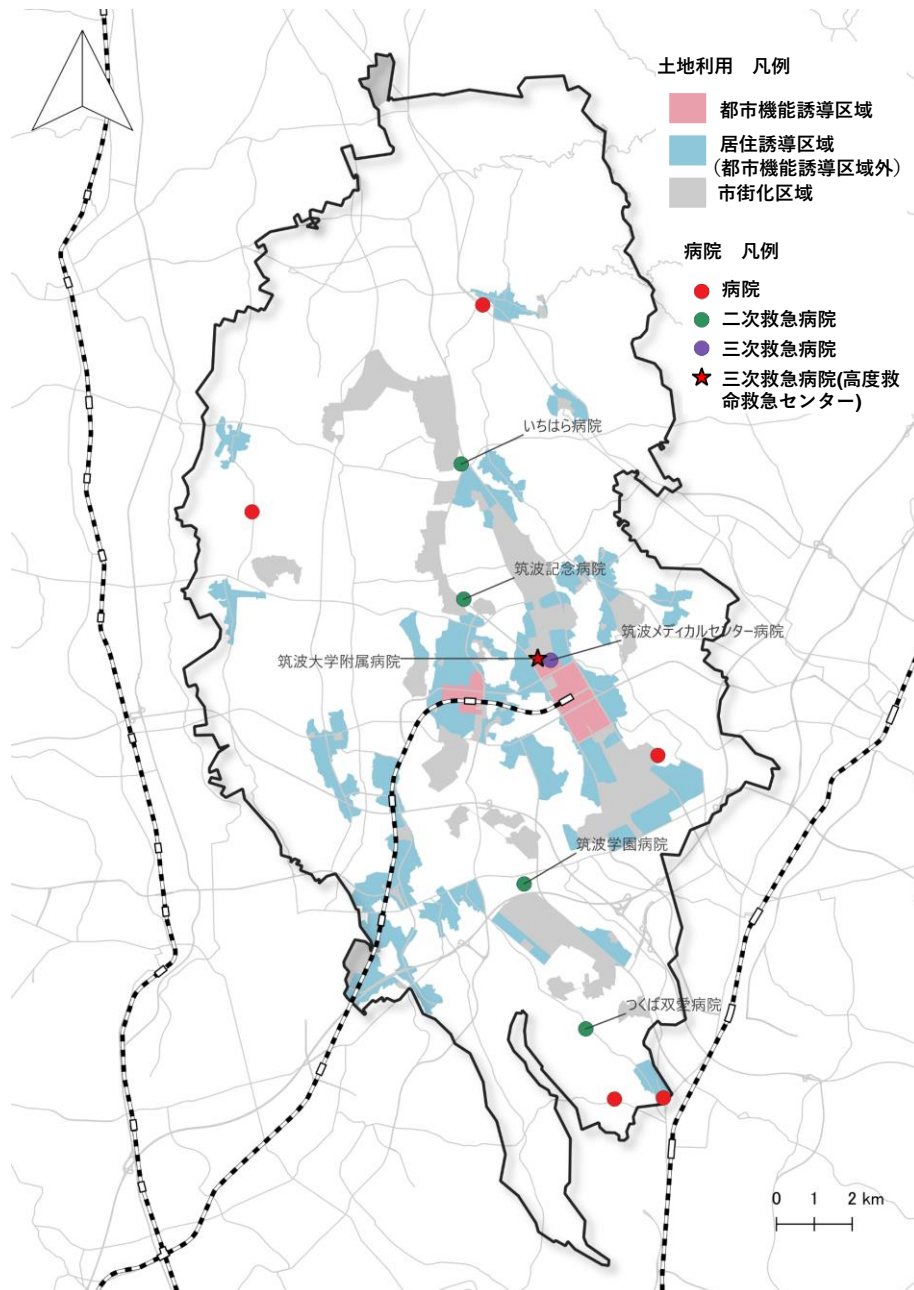 土地利用 凡例
都市機能誘導区域
居住誘導区域
(都市機能誘導区域外)
市街化区域
病院 凡例
病院
二次救急病院
三次救急病院
三次救急病院(高度救
命救急センター)
いちはら病院
筑波記念病院
筑波メディカルセンター病院
筑波大学附属病院
筑波学園病院
つくば双愛病院
0 1 2 km